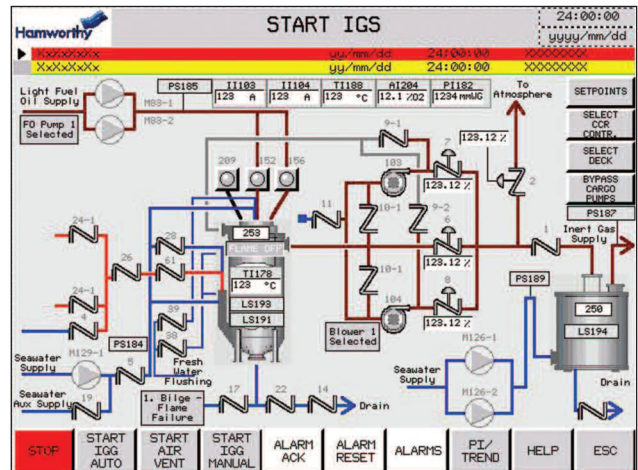 Hamworthy
START IGS
24:00:00
yyyy/mm/dd
XxXxXxXx yy/mm/dd 24:00:00 XXXXXXXX
XxXxXxXx yy/mm/dd 24:00:00 XXXXXXXX
Light Fuel
Oil Supply
M88-1
M88-2
FO Pump 1
Selected
PS185
II103
123 A
II104
123 A
TI188
123 °C
AI204
12.1 %O2
PI182
1234 mmWG
To
Atmosphere
SETPOINTS
SELECT
CCR
CONTR.
SELECT
DECK
BYPASS
CARGO
PUMPS
PS187
Inert Gas
Supply
209
152
156
9-1
103
7
123.12 %
123.12 %
2
11
10-1
9-2
6
123.12 %
1
253
FLAME OFF
TI178
123 °C
LS193
LS191
24-1
26
28
61
24-1
4
39
38
10-1
104
8
123.12 %
Blower 1
Selected
PS189
250
LS194
PS184
Seawater
Supply
M129-1
5
Seawater
Aux Supply
19
Fresh
Water
Flushing
1. Bilge -
Flame
Failure
17
22
14
Drain
Seawater
Supply
M126-1
M126-2
Drain
STOP
START
IGG
AUTO
START
AIR
VENT
START
IGG
MANUAL
ALARM
ACK
ALARM
RESET
ALARMS
PI/
TREND
HELP
ESC